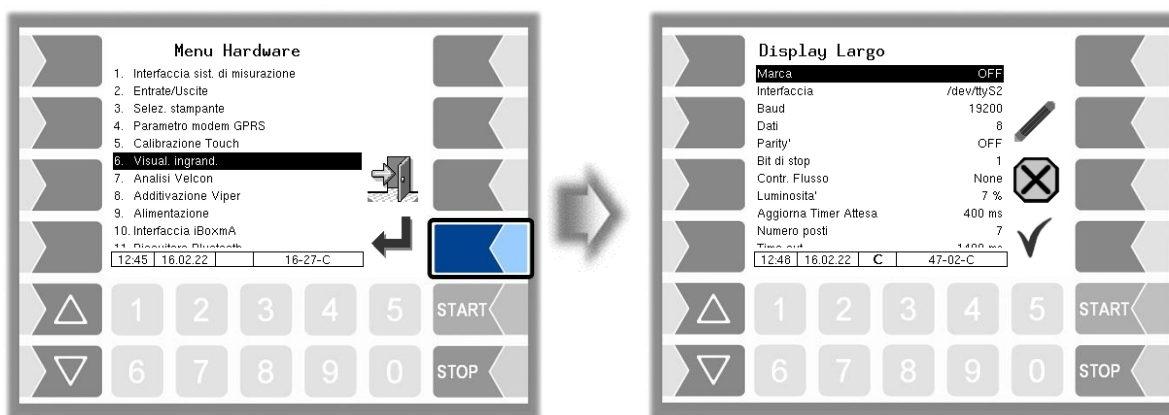 Menu Hardware
1. Interfaccia sist. di misurazione
2. Entrate/Uscite
3. Selez. stampante
4. Parametro modem GPRS
5. Calibrazione Touch
6. Visual. ingrand.
7. Analisi Velcon
8. Additivazione Viper
9. Alimentazione
10. Interfaccia iBoxmA
12:45 16.02.22 16-27-C
1 2 3 4 5 START
6 7 8 9 0 STOP
Display Largo
Marca OFF
Interfaccia /dev/ttyS2
Baud 19200
Dati 8
Parity' OFF
Bit di stop 1
Contr. Flusso None
Luminosita' 7 %
Aggiorna Timer Attesa 400 ms
Numero posti 7
12:48 16.02.22 C 47-02-C
1 2 3 4 5 START
6 7 8 9 0 STOP